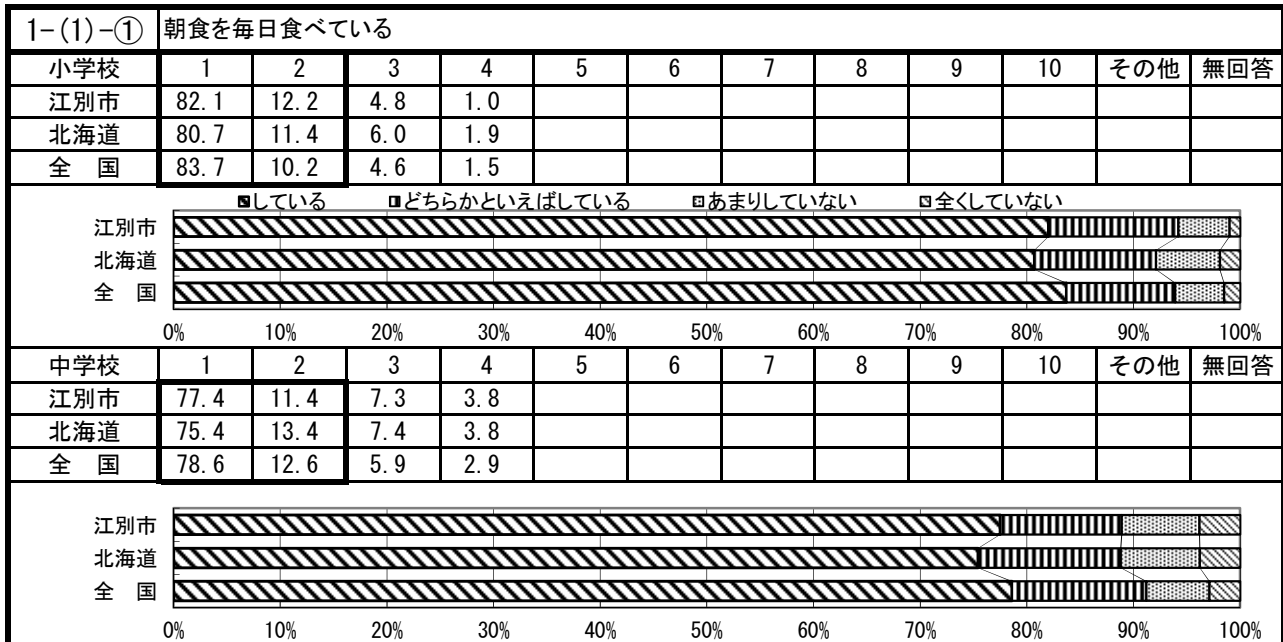 1-(1)-① 朝食を毎日食べている
小学校 1 2 3 4 5 6 7 8 9 10 その他 無回答
江別市 82.1 12.2 4.8 1.0
北海道 80.7 11.4 6.0 1.9
全 国 83.7 10.2 4.6 1.5
している どちらかといえばしている あまりしていない 全くしていない
江別市
北海道
全 国
0% 10% 20% 30% 40% 50% 60% 70% 80% 90% 100%
中学校 1 2 3 4 5 6 7 8 9 10 その他 無回答
江別市 77.4 11.4 7.3 3.8
北海道 75.4 13.4 7.4 3.8
全 国 78.6 12.6 5.9 2.9
江別市
北海道
全 国
0% 10% 20% 30% 40% 50% 60% 70% 80% 90% 100%